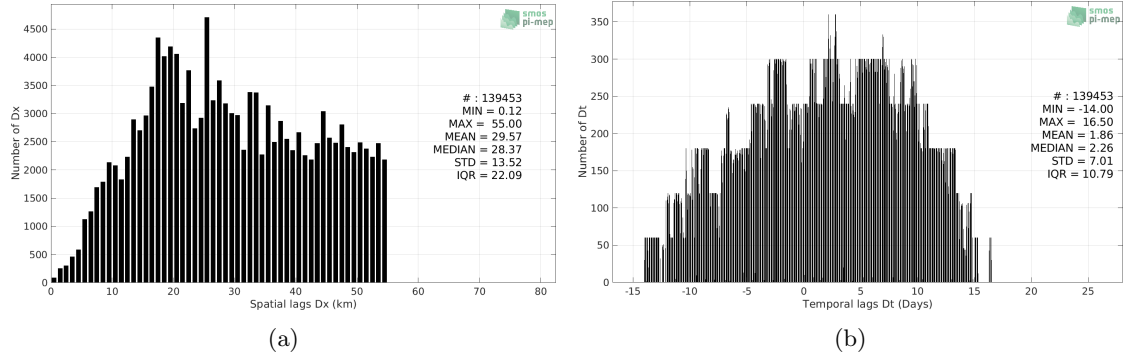 smos
pi-mep
4500
4000
3500
3000
2500
2000
1500
1000
500
0
Number of Dx
# : 139453
MIN = 0.12
MAX = 55.00
MEAN = 29.57
MEDIAN = 28.37
STD = 13.52
IQR = 22.09
0 10 20 30 40 50 60 70 80
Spatial lags Dx (km)
(a)
smos
pi-mep
350
300
250
200
150
100
50
0
Number of Dt
# : 139453
MIN = -14.00
MAX = 16.50
MEAN = 1.86
MEDIAN = 2.26
STD = 7.01
IQR = 10.79
-15 -10 -5 0 5 10 15 20 25
Temporal lags Dt (Days)
(b)